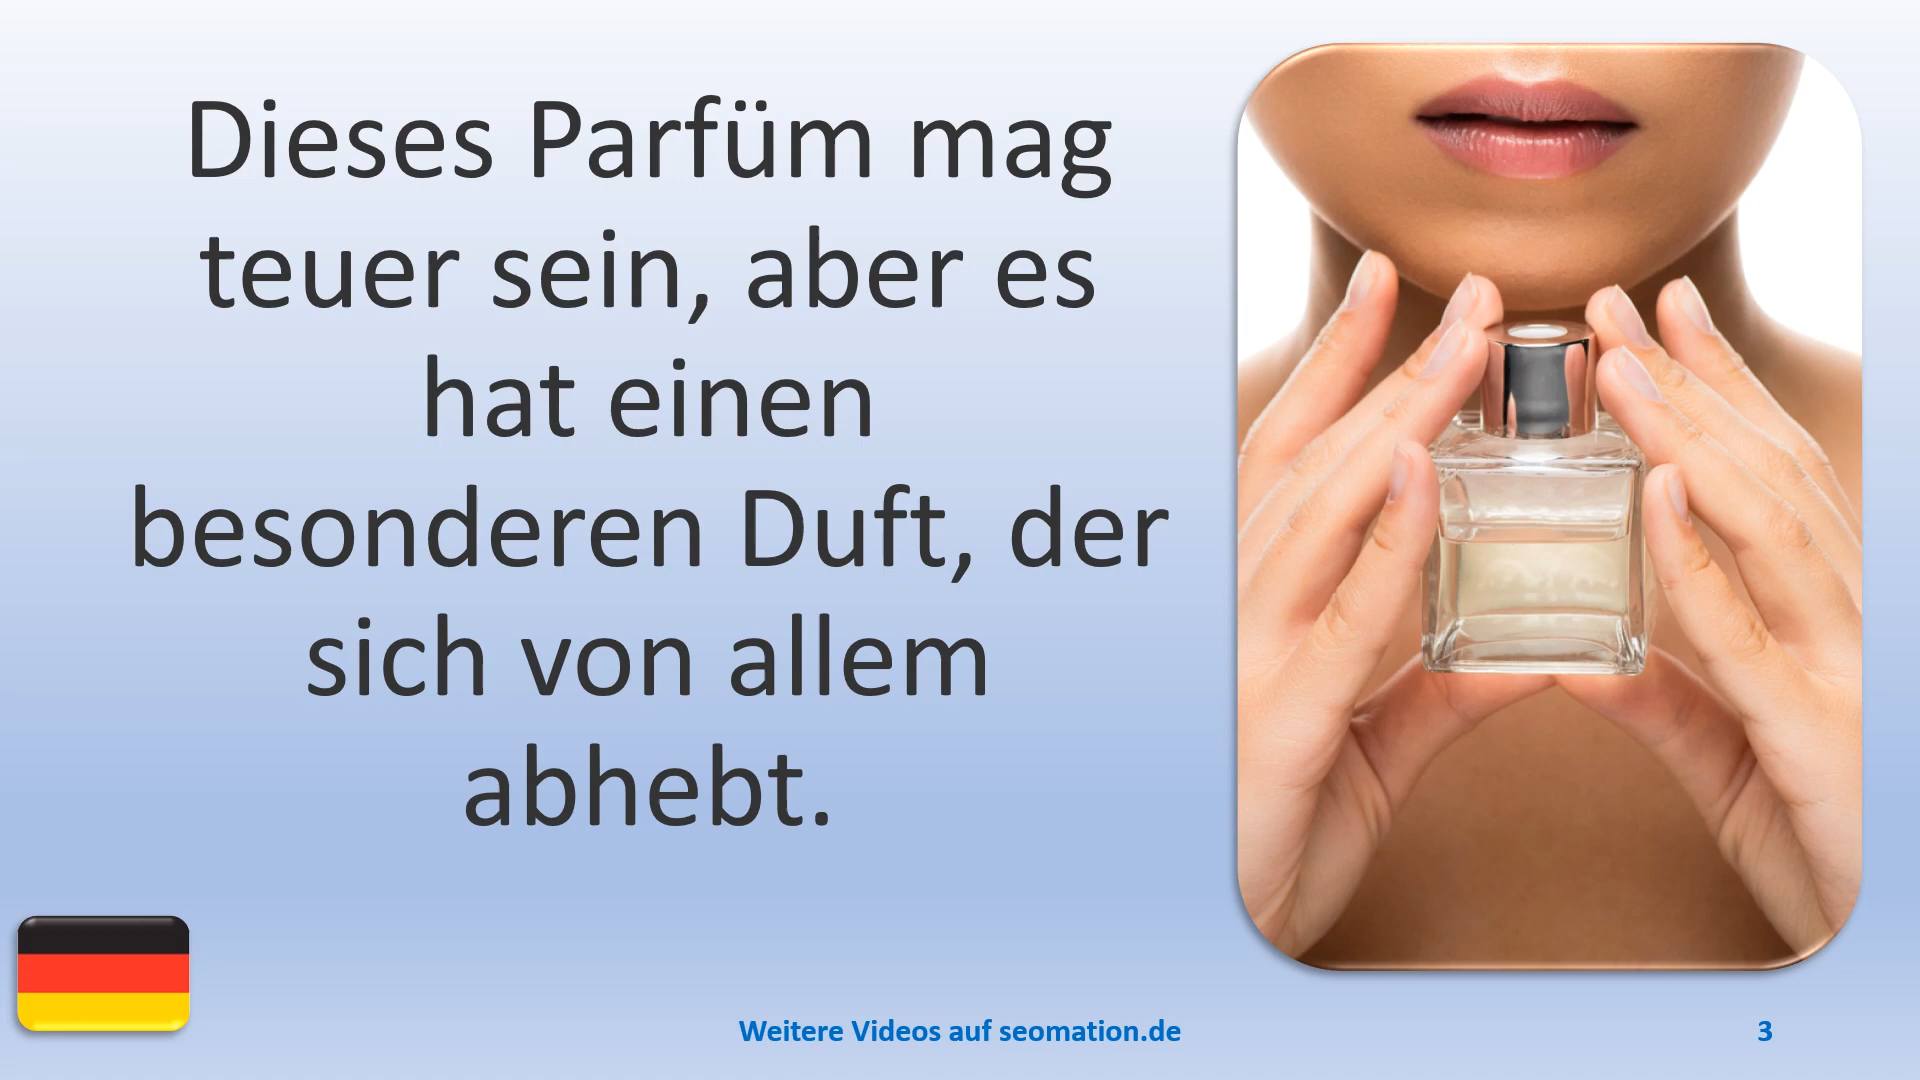 Dieses Parfüm mag
teuer sein, aber es
hat einen
besonderen Duft, der
sich von allem
abhebt.
Weitere Videos auf seomation.de
3